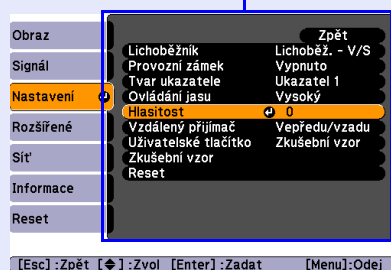 Obraz
Signál
Nastavení
Rozšířené
Síť
Informace
Reset
Zpět
Lichoběžník Lichoběž. - V/S
Provozní zámek Vypnuto
Tvar ukazatele Ukazatel 1
Ovládání jasu Vysoký
Hlasitost 0
Vzdálený přijímač Vepředu/vzadu
Uživatelské tlačítko Zkušební vzor
Zkušební vzor
Reset
[Esc] :Zpět [◆] :Zvol [Enter] :Zadat [Menu]:Odej